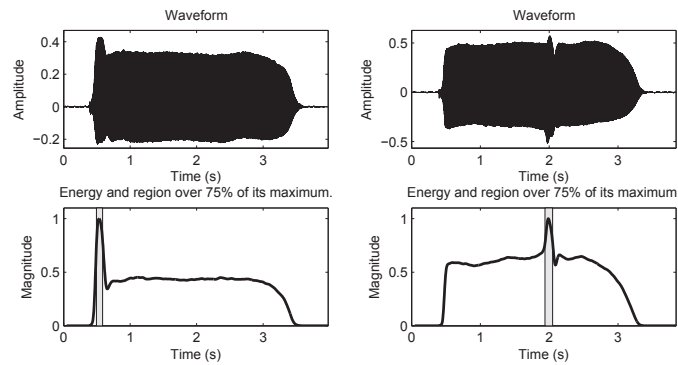 Waveform
Amplitude
0.4
0.2
0
−0.2
0 1 2 3
Time (s)
Waveform
Amplitude
0.5
0
−0.5
0 1 2 3
Time (s)
Energy and region over 75% of its maximum.
Magnitude
1
0.5
0
0 1 2 3
Time (s)
Energy and region over 75% of its maximum
Magnitude
1
0.5
0
0 1 2 3
Time (s)